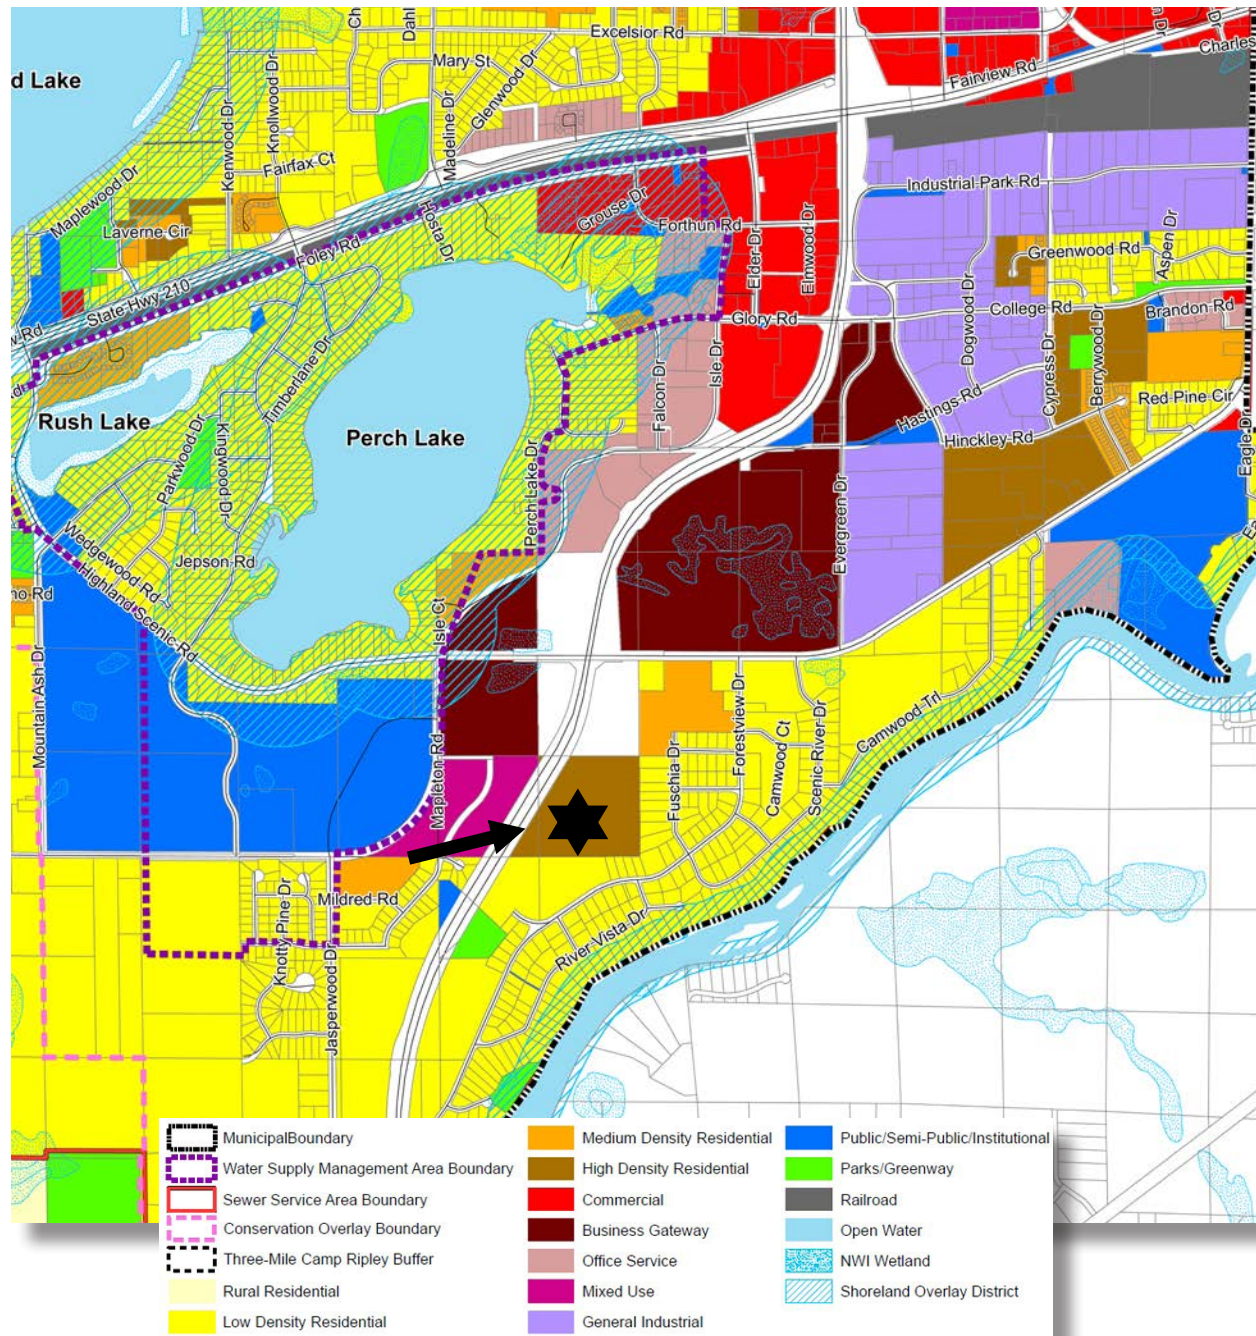 Excelsior Rd
Mary St
Glenwood Dr
Madeline Dr
Knollwood Dr
Kenwood Dr
Fairfax Ct
d Lake
Fairview Rd
Charles
Maplewood Dr
Laverne Cir
Hosta Dr
Foley Rd
State Hwy 210
Grouse Dr
Forthun Rd
Elder Dr
Elmwood Dr
Industrial Park Rd
Greenwood Rd
Aspen Dr
Dogwood Dr
College Rd
Brandon Rd
Glory Rd
Isle Dr
Falcon Dr
Cypress Dr
Berrywood Dr
Red Pine Cir
Hastings Rd
Hinckley Rd
Eagle Dr
Rush Lake
Timberlane Dr
Perch Lake
Parkwood Dr
Kingwood Dr
Perch Lake Dr
Evergreen Dr
Wedgewood Rd
Jepson Rd
Highland Scenic Rd
Isle Ct
Mountain Ash Dr
Mapleton Rd
Forestview Dr
Fuschia Dr
Camwood Ct
Scenic River Dr
Camwood Trl
Mildred Rd
Knotty Pine Dr
River Vista Dr
Jasperwood Dr
MunicipalBoundary
Water Supply Management Area Boundary
Sewer Service Area Boundary
Conservation Overlay Boundary
Three-Mile Camp Ripley Buffer
Rural Residential
Low Density Residential
Medium Density Residential
High Density Residential
Commercial
Business Gateway
Office Service
Mixed Use
General Industrial
Public/Semi-Public/Institutional
Parks/Greenway
Railroad
Open Water
NWI Wetland
Shoreland Overlay District